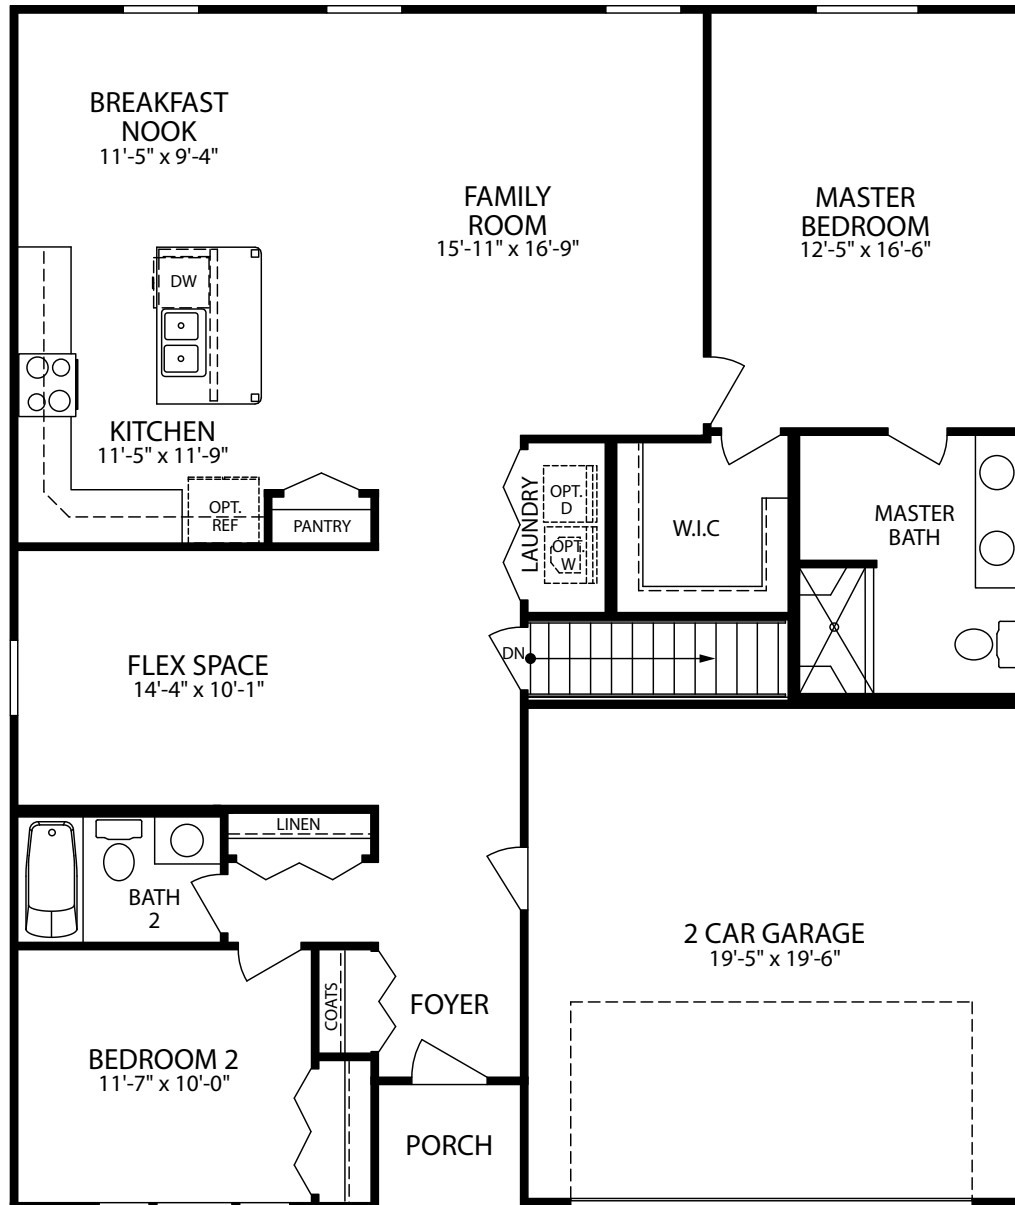 BREAKFAST
NOOK
11'-5" x 9'-4"
FAMILY
ROOM
15'-11" x 16'-9"
MASTER
BEDROOM
12'-5" x 16'-6"
DW
KITCHEN
11'-5" x 11'-9"
OPT.
REF
PANTRY
LAUNDRY
OPT.
D
OPT.
W
W.I.C
MASTER
BATH
FLEX SPACE
14'-4" x 10'-1"
DN
LINEN
BATH
2
2 CAR GARAGE
19'-5" x 19'-6"
COATS
FOYER
BEDROOM 2
11'-7" x 10'-0"
PORCH